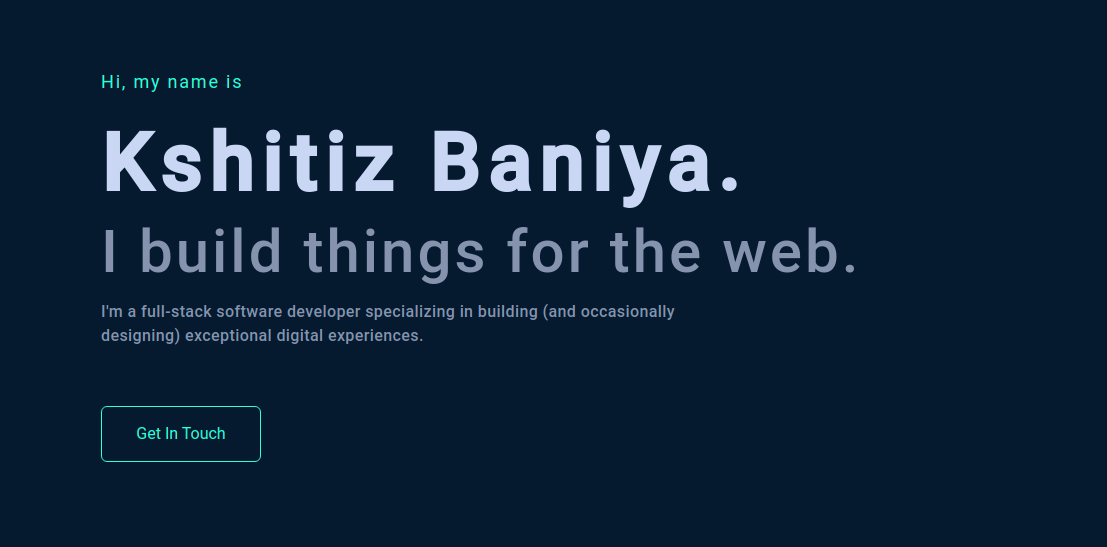 Hi, my name is
Kshitiz Baniya.
I build things for the web.
I'm a full-stack software developer specializing in building (and occasionally
designing) exceptional digital experiences.
Get In Touch